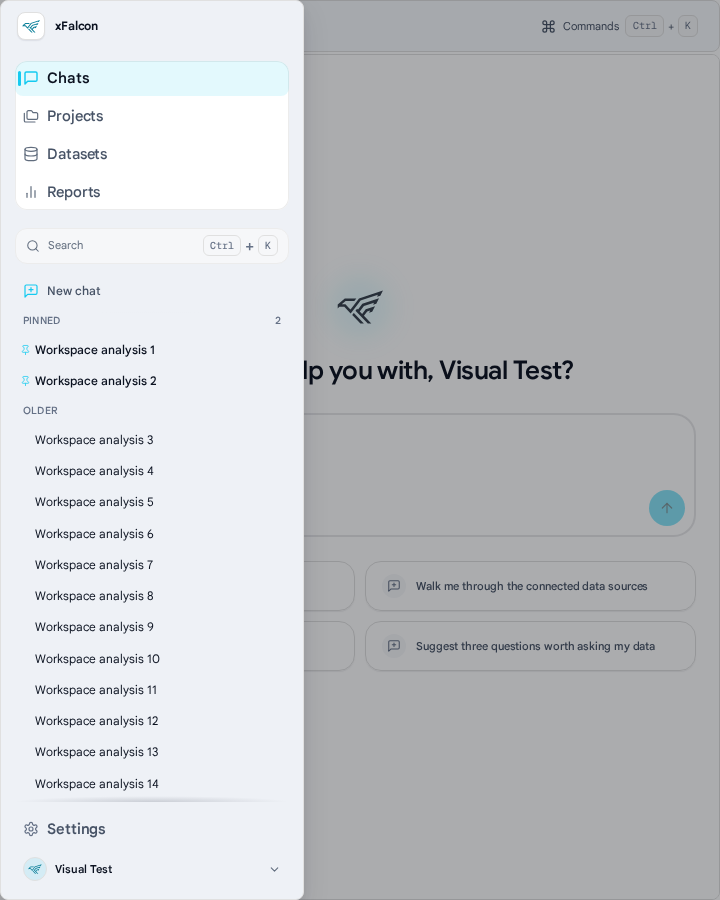 xFalcon
Commands Ctrl + K
Chats
Projects
Datasets
Reports
Search Ctrl + K
New chat
PINNED 2
Workspace analysis 1
Workspace analysis 2
OLDER
Workspace analysis 3
Workspace analysis 4
Workspace analysis 5
Workspace analysis 6
Workspace analysis 7
Workspace analysis 8
Workspace analysis 9
Workspace analysis 10
Workspace analysis 11
Workspace analysis 12
Workspace analysis 13
Workspace analysis 14
Settings
Visual Test
lp you with, Visual Test?
Walk me through the connected data sources
Suggest three questions worth asking my data